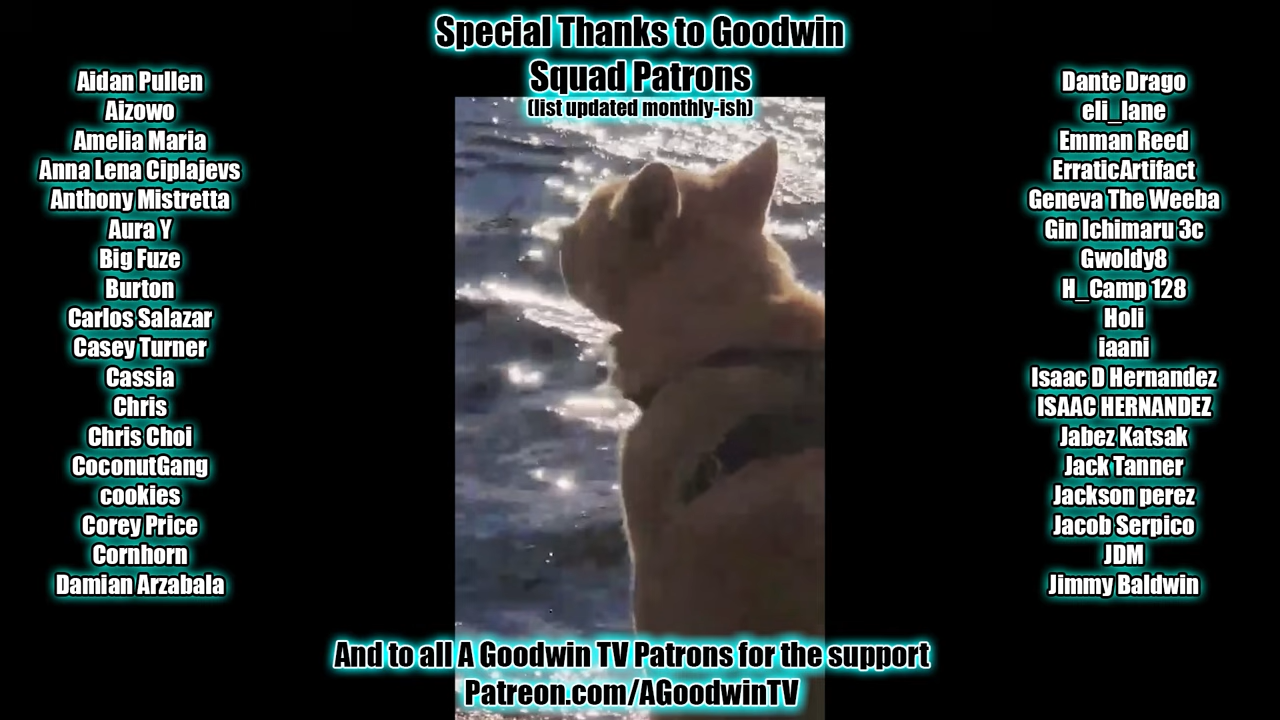 Special Thanks to Goodwin
Squad Patrons
(list updated monthly-ish)
Aidan Pullen
Aizowo
Amelia Maria
Anna Lena Ciplajevs
Anthony Mistretta
Aura Y
Big Fuze
Burton
Carlos Salazar
Casey Turner
Cassia
Chris
Chris Choi
CoconutGang
cookies
Corey Price
Cornhorn
Damian Arzabala
Dante Drago
eli_lane
Emman Reed
ErraticArtifact
Geneva The Weeba
Gin Ichimaru 3c
Gwoldy8
H_Camp 128
Holi
iaani
Isaac D Hernandez
ISAAC HERNANDEZ
Jabez Katsak
Jack Tanner
Jackson perez
Jacob Serpico
JDM
Jimmy Baldwin
And to all A Goodwin TV Patrons for the support
Patreon.com/AGoodwinTV